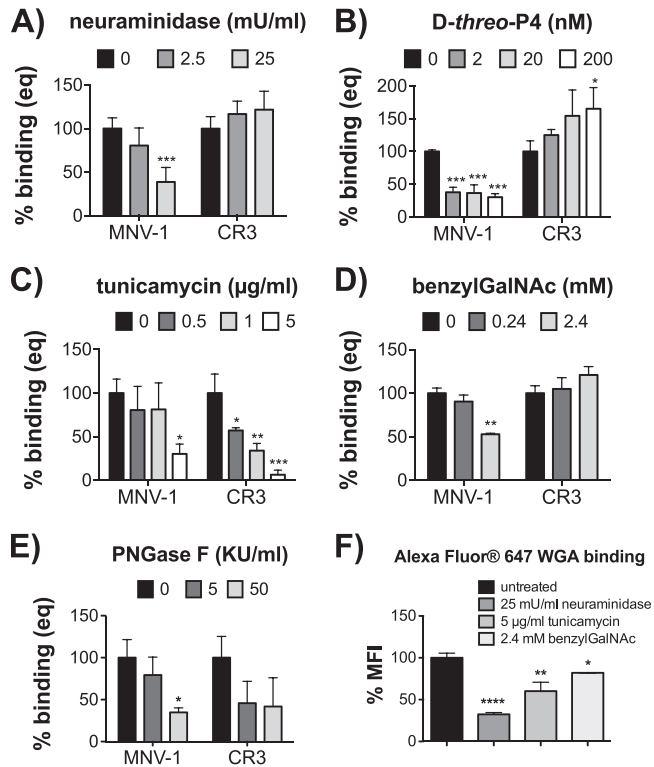 A) neuraminidase (mU/ml)
0 2.5 25
% binding (eq)
150
100
50
0
***
MNV-1 CR3
B) D-threo-P4 (nM)
0 2 20 200
% binding (eq)
200
150
100
50
0
*** *** *** *
MNV-1 CR3
C) tunicamycin (µg/ml)
0 0.5 1 5
% binding (eq)
150
100
50
0
* * ** ***
MNV-1 CR3
D) benzylGalNAc (mM)
0 0.24 2.4
% binding (eq)
150
100
50
0
**
MNV-1 CR3
E) PNGase F (KU/ml)
0 5 50
% binding (eq)
150
100
50
0
*
MNV-1 CR3
F) Alexa Fluor® 647 WGA binding
untreated
25 mU/ml neuraminidase
5 µg/ml tunicamycin
2.4 mM benzylGalNAc
% MFI
150
100
50
0
**** ** *